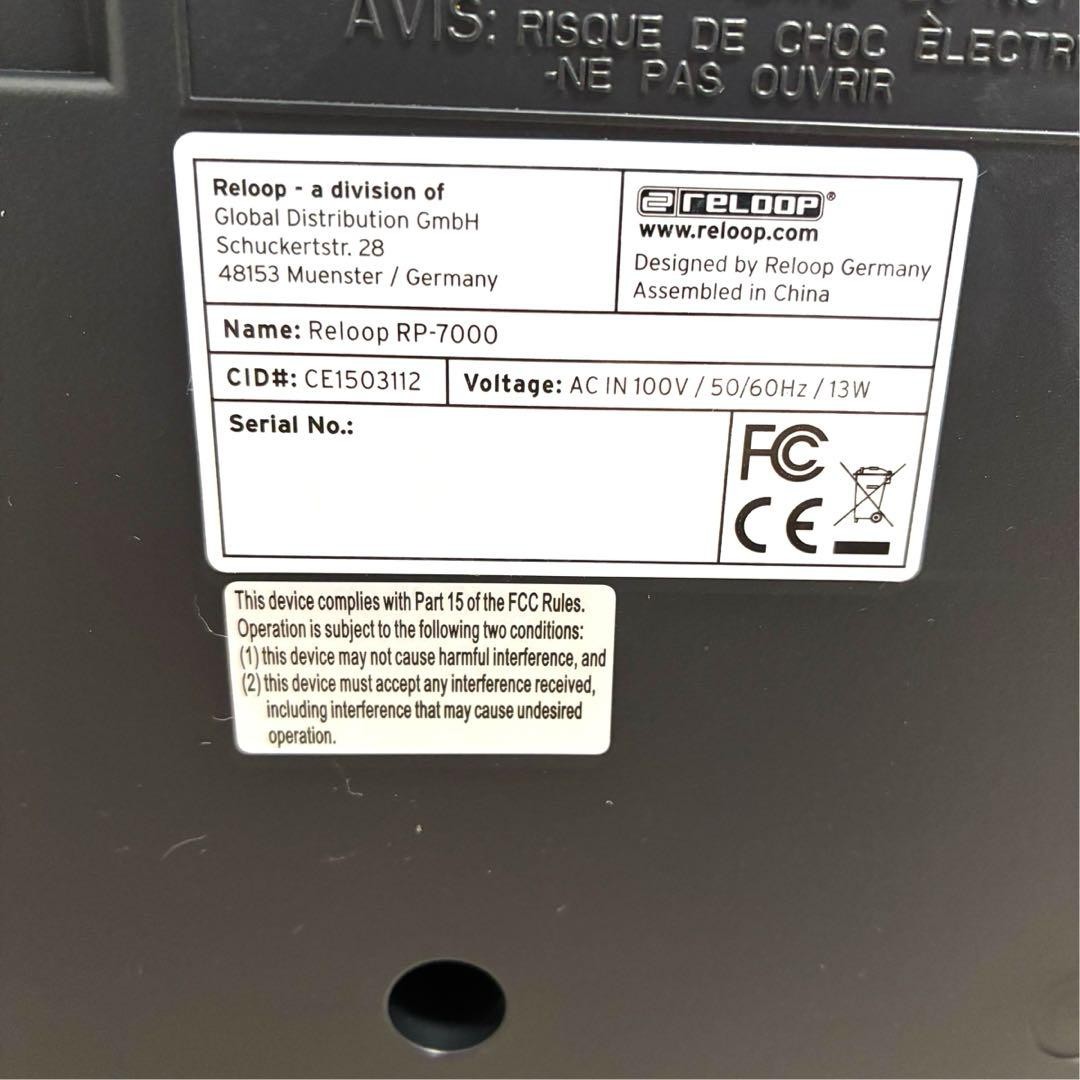 AVIS: RISQUE DE CHOC ÈLECTRI
-NE PAS OUVRIR
Reloop - a division of
Global Distribution GmbH
Schuckertstr. 28
48153 Muenster / Germany
RELOOP®
www.reloop.com
Designed by Reloop Germany
Assembled in China
Name: Reloop RP-7000
CID#: CE1503112
Voltage: AC IN 100V / 50/60Hz / 13W
Serial No.:
FC
CE
This device complies with Part 15 of the FCC Rules.
Operation is subject to the following two conditions:
(1) this device may not cause harmful interference, and
(2) this device must accept any interference received,
including interference that may cause undesired
operation.